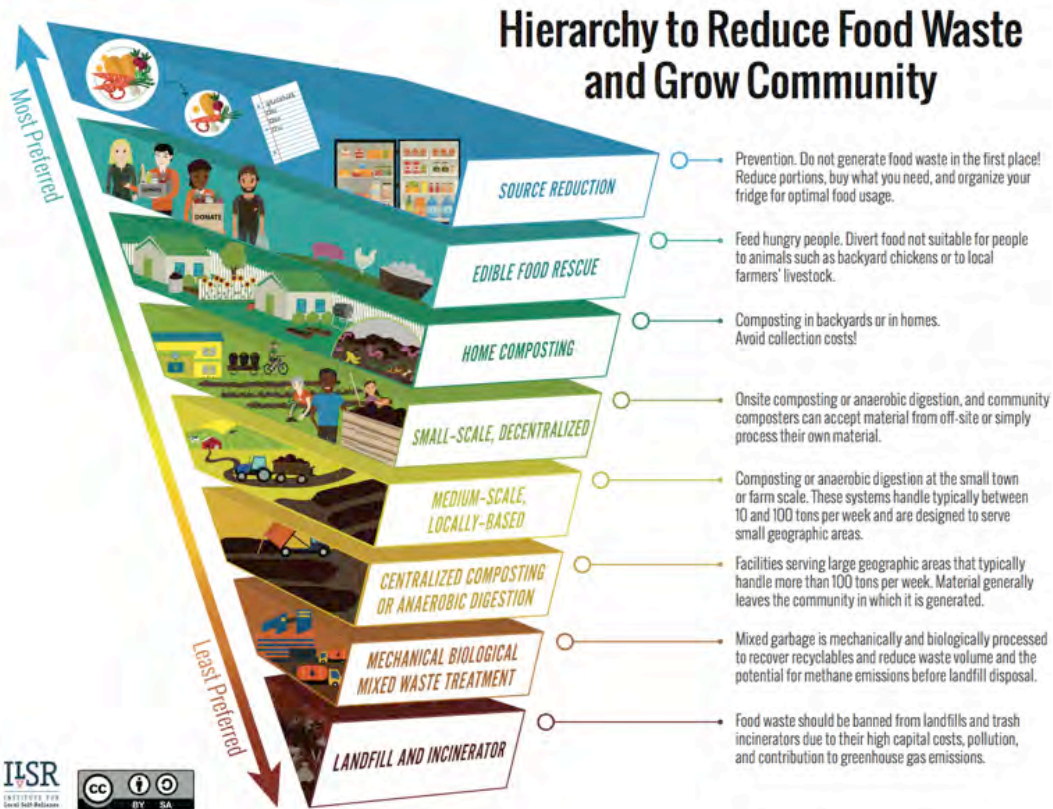 Hierarchy to Reduce Food Waste
and Grow Community
Most Preferred
DONATE
SOURCE REDUCTION
Prevention. Do not generate food waste in the first place!
Reduce portions, buy what you need, and organize your
fridge for optimal food usage.
EDIBLE FOOD RESCUE
Feed hungry people. Divert food not suitable for people
to animals such as backyard chickens or to local
farmers' livestock.
HOME COMPOSTING
Composting in backyards or in homes.
Avoid collection costs!
SMALL-SCALE, DECENTRALIZED
Onsite composting or anaerobic digestion, and community
composters can accept material from off-site or simply
process their own material.
MEDIUM-SCALE,
LOCALLY-BASED
Composting or anaerobic digestion at the small town
or farm scale. These systems handle typically between
10 and 100 tons per week and are designed to serve
small geographic areas.
CENTRALIZED COMPOSTING
OR ANAEROBIC DIGESTION
Facilities serving large geographic areas that typically
handle more than 100 tons per week. Material generally
leaves the community in which it is generated.
MECHANICAL BIOLOGICAL
MIXED WASTE TREATMENT
Mixed garbage is mechanically and biologically processed
to recover recyclables and reduce waste volume and the
potential for methane emissions before landfill disposal.
LANDFILL AND INCINERATOR
Food waste should be banned from landfills and trash
incinerators due to their high capital costs, pollution,
and contribution to greenhouse gas emissions.
Least Preferred
ILSR
INSTITUTE FOR
Local Self-Reliance
cc
BY SA